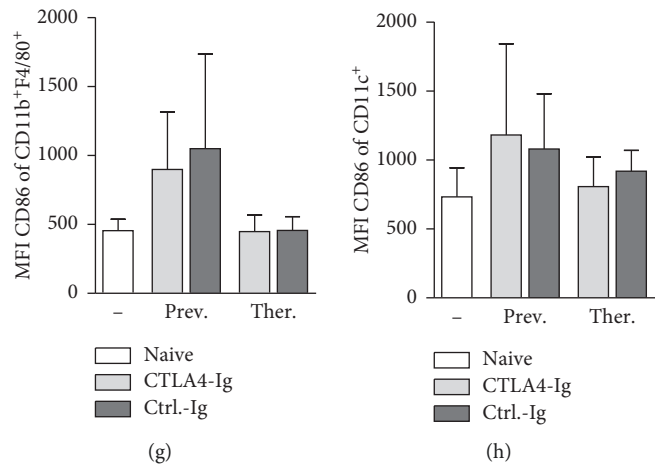 MFI CD86 of CD11b⁺F4/80⁺
2000
1500
1000
500
0
– Prev. Ther.
Naive
CTLA4-Ig
Ctrl.-Ig
(g)
MFI CD86 of CD11c⁺
2000
1500
1000
500
0
– Prev. Ther.
Naive
CTLA4-Ig
Ctrl.-Ig
(h)